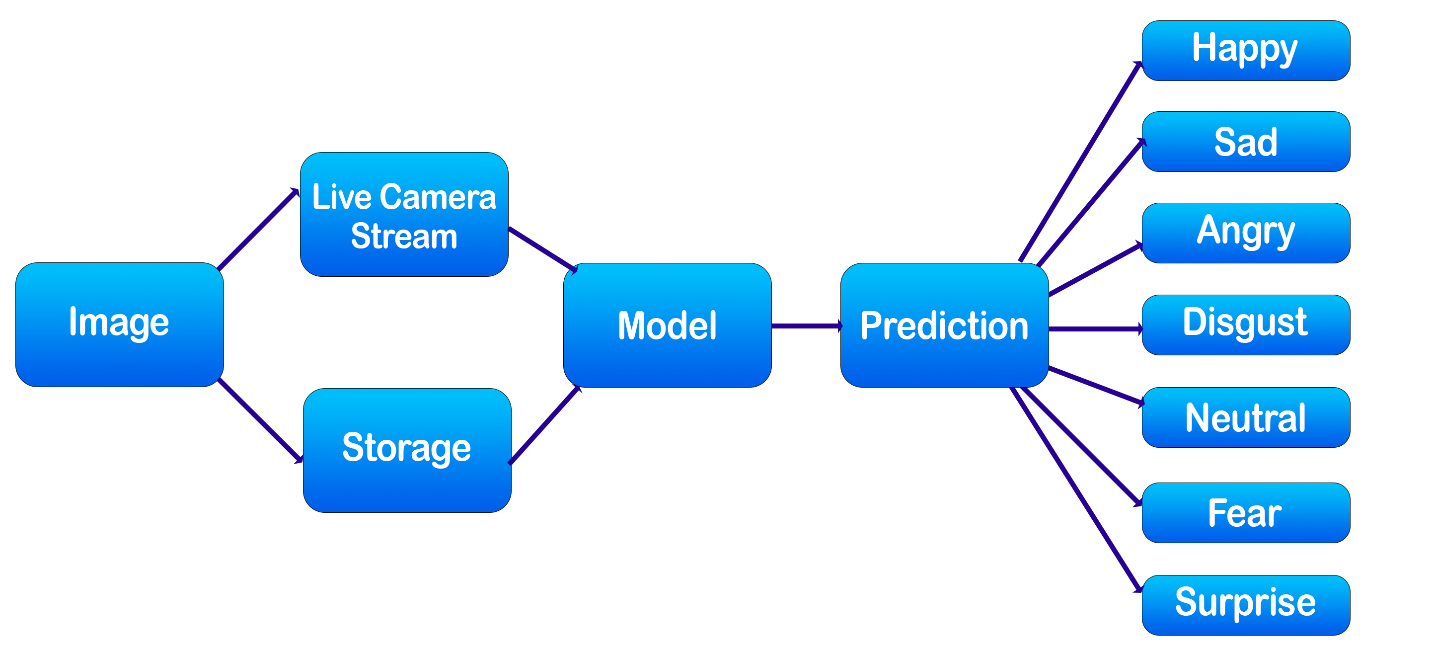 Image
Live Camera
Stream
Storage
Model
Prediction
Happy
Sad
Angry
Disgust
Neutral
Fear
Surprise